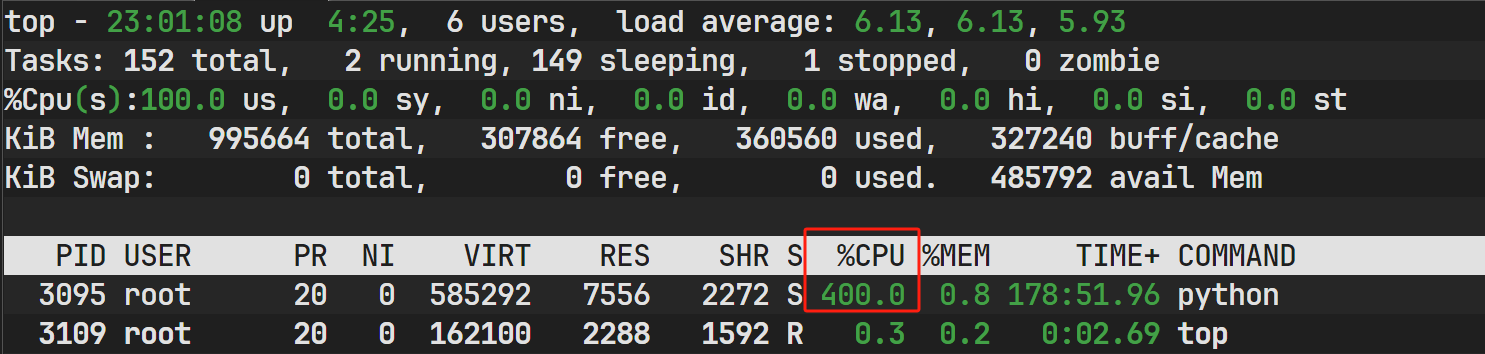 top - 23:01:08 up  4:25,  6 users,  load average: 6.13, 6.13, 5.93
Tasks: 152 total,   2 running, 149 sleeping,   1 stopped,   0 zombie
%Cpu(s):100.0 us,  0.0 sy,  0.0 ni,  0.0 id,  0.0 wa,  0.0 hi,  0.0 si,  0.0 st
KiB Mem :   995664 total,   307864 free,   360560 used,   327240 buff/cache
KiB Swap:        0 total,        0 free,        0 used.   485792 avail Mem
PID USER      PR  NI    VIRT    RES    SHR S  %CPU %MEM     TIME+ COMMAND
3095 root      20   0  585292   7556   2272 S 400.0  0.8 178:51.96 python
3109 root      20   0  162100   2288   1592 R   0.3  0.2   0:02.69 top